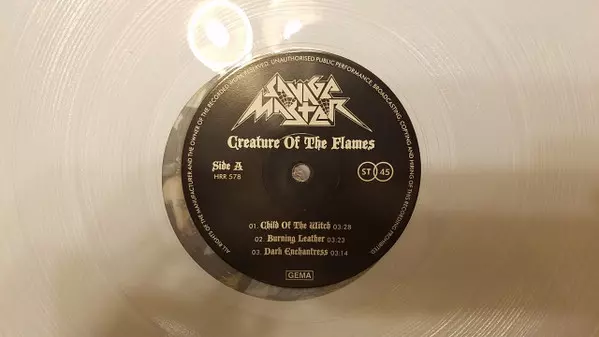 ALL RIGHTS OF THE MANUFACTURER AND THE OWNER OF THE RECORDED WORK RESERVED. UNAUTHORISED PUBLIC PERFORMANCE, BROADCASTING, COPYING AND HIRING OF THIS RECORDING PROHIBITED.
SAVAGE
MASTER
Creature Of The Flames
Side A
HRR 578
ST 45
01. Child Of The Witch 03:28
02. Burning Leather 03:23
03. Dark Enchantress 03:14
GEMA